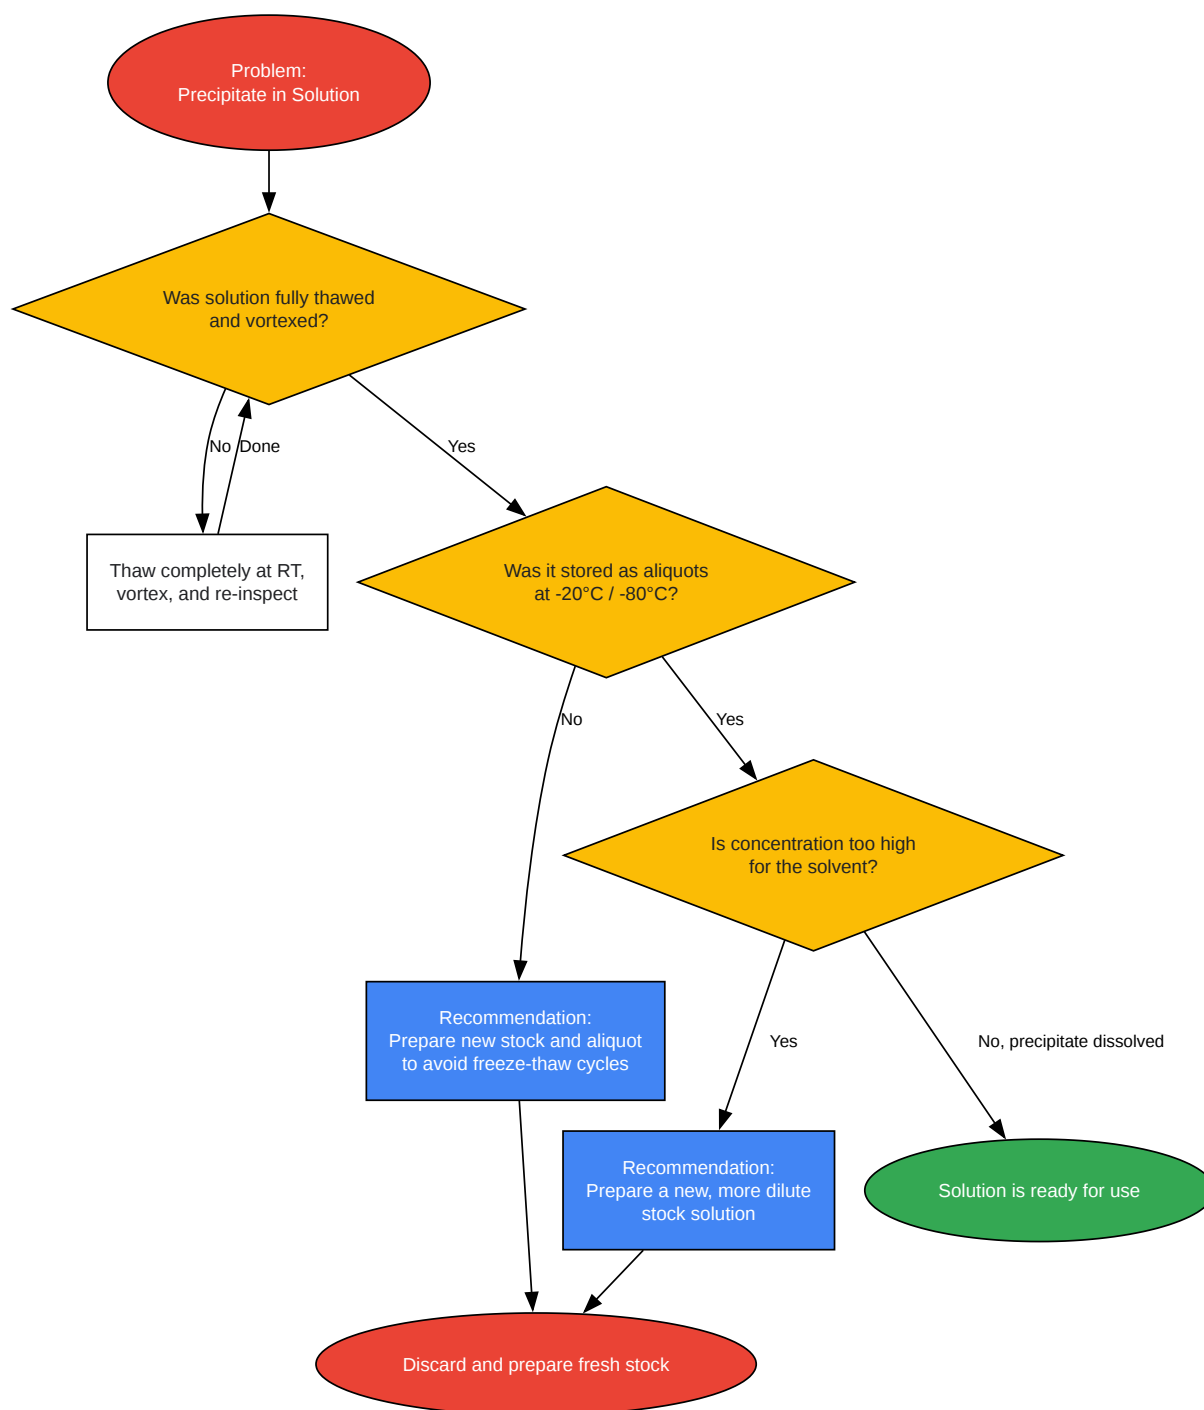 Problem:
Precipitate in Solution
Was solution fully thawed
and vortexed?
No
Done
Yes
Thaw completely at RT,
vortex, and re-inspect
Was it stored as aliquots
at -20°C / -80°C?
No
Yes
Is concentration too high
for the solvent?
Recommendation:
Prepare new stock and aliquot
to avoid freeze-thaw cycles
Yes
No, precipitate dissolved
Recommendation:
Prepare a new, more dilute
stock solution
Solution is ready for use
Discard and prepare fresh stock